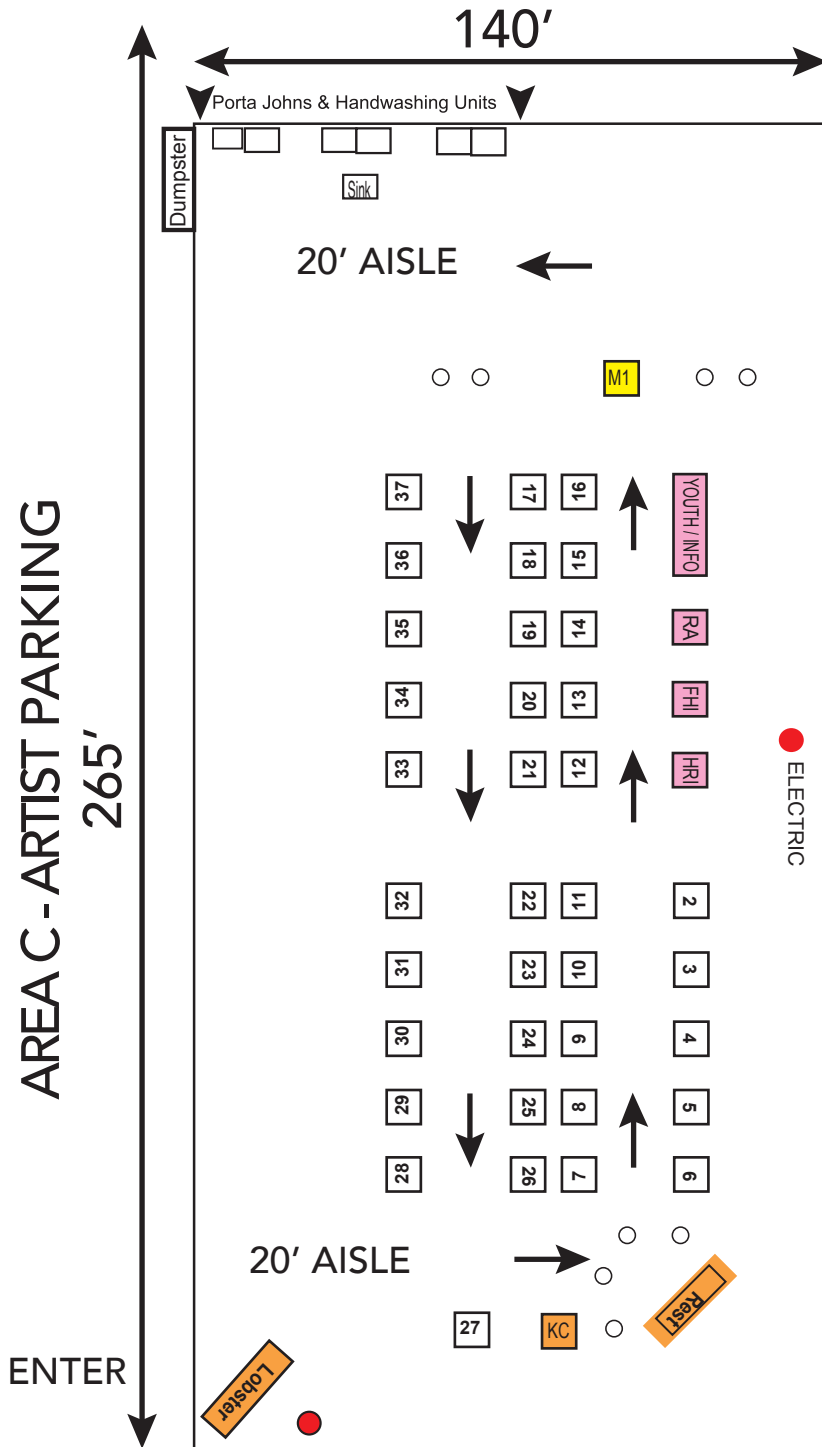 140'
Porta Johns & Handwashing Units
Dumpster
Sink
20' AISLE
M1
37
17
16
YOUTH / INFO
36
18
15
35
19
14
RA
34
20
13
FHI
33
21
12
HRI
ELECTRIC
AREA C - ARTIST PARKING
265'
32
22
11
2
31
23
10
3
30
24
9
4
29
25
8
5
28
26
7
6
20' AISLE
Rest
27
KC
ENTER
Lobster